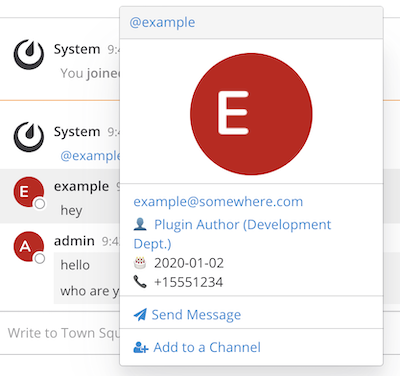 @example
E
example@somewhere.com
Plugin Author (Development
Dept.)
2020-01-02
+15551234
Send Message
Add to a Channel
System 9:4
You joined
System 9:4
@example
E
example 9
hey
A
admin 9:4
hello
who are y
Write to Town Squ